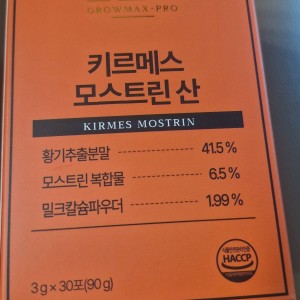 GROWMAX-PRO
키르메스
모스트린 산
KIRMES MOSTRIN
황기추출분말 41.5 %
모스트린 복합물 6.5 %
밀크칼슘파우더 1.99 %
3 g × 30포(90 g)
HACCP